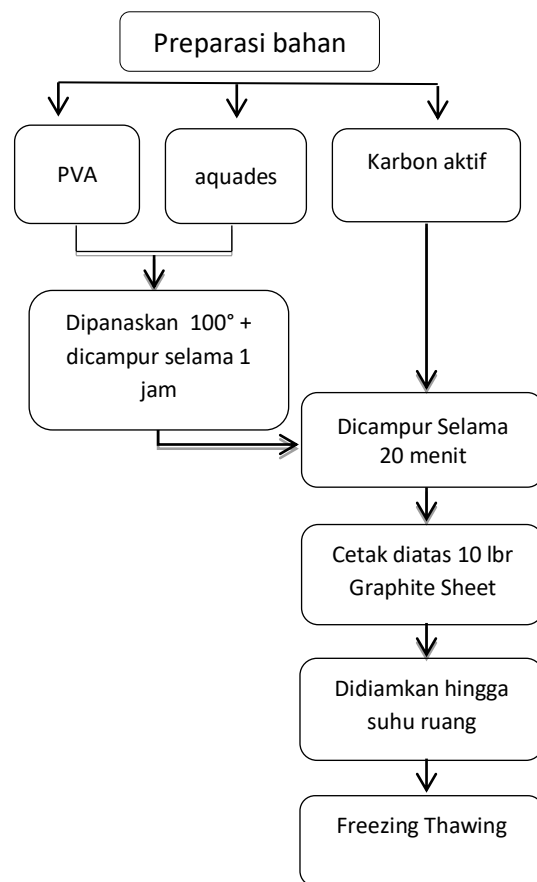 Preparasi bahan
PVA
aquades
Karbon aktif
Dipanaskan 100° +
dicampur selama 1
jam
Dicampur Selama
20 menit
Cetak diatas 10 lbr
Graphite Sheet
Didiamkan hingga
suhu ruang
Freezing Thawing